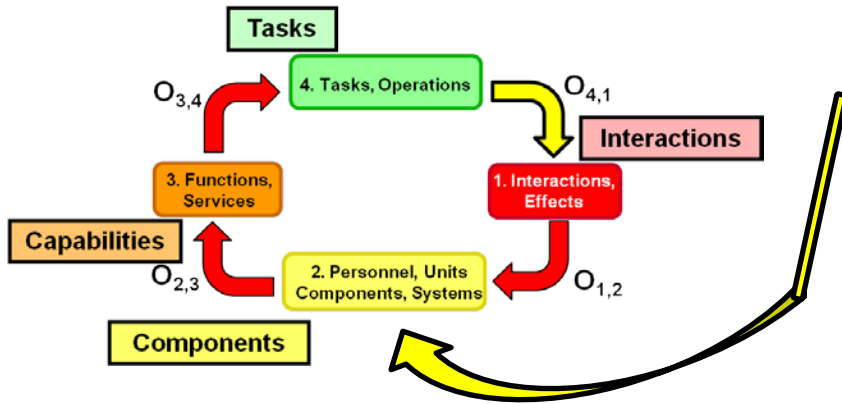 Tasks
4. Tasks, Operations
O3,4
O4,1
Interactions
3. Functions,
Services
1. Interactions,
Effects
Capabilities
O2,3
2. Personnel, Units
Components, Systems
O1,2
Components